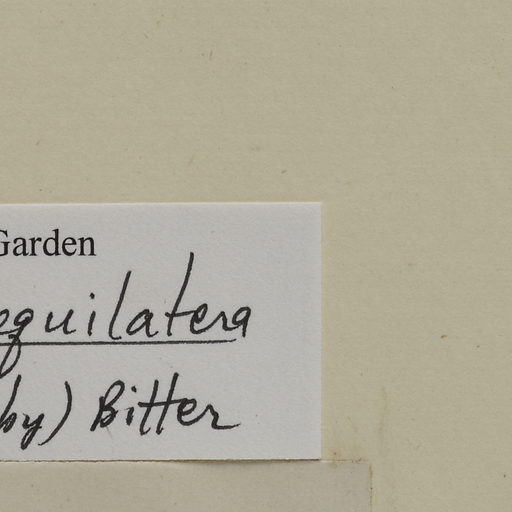 Garden
equilatera
by) Bitter